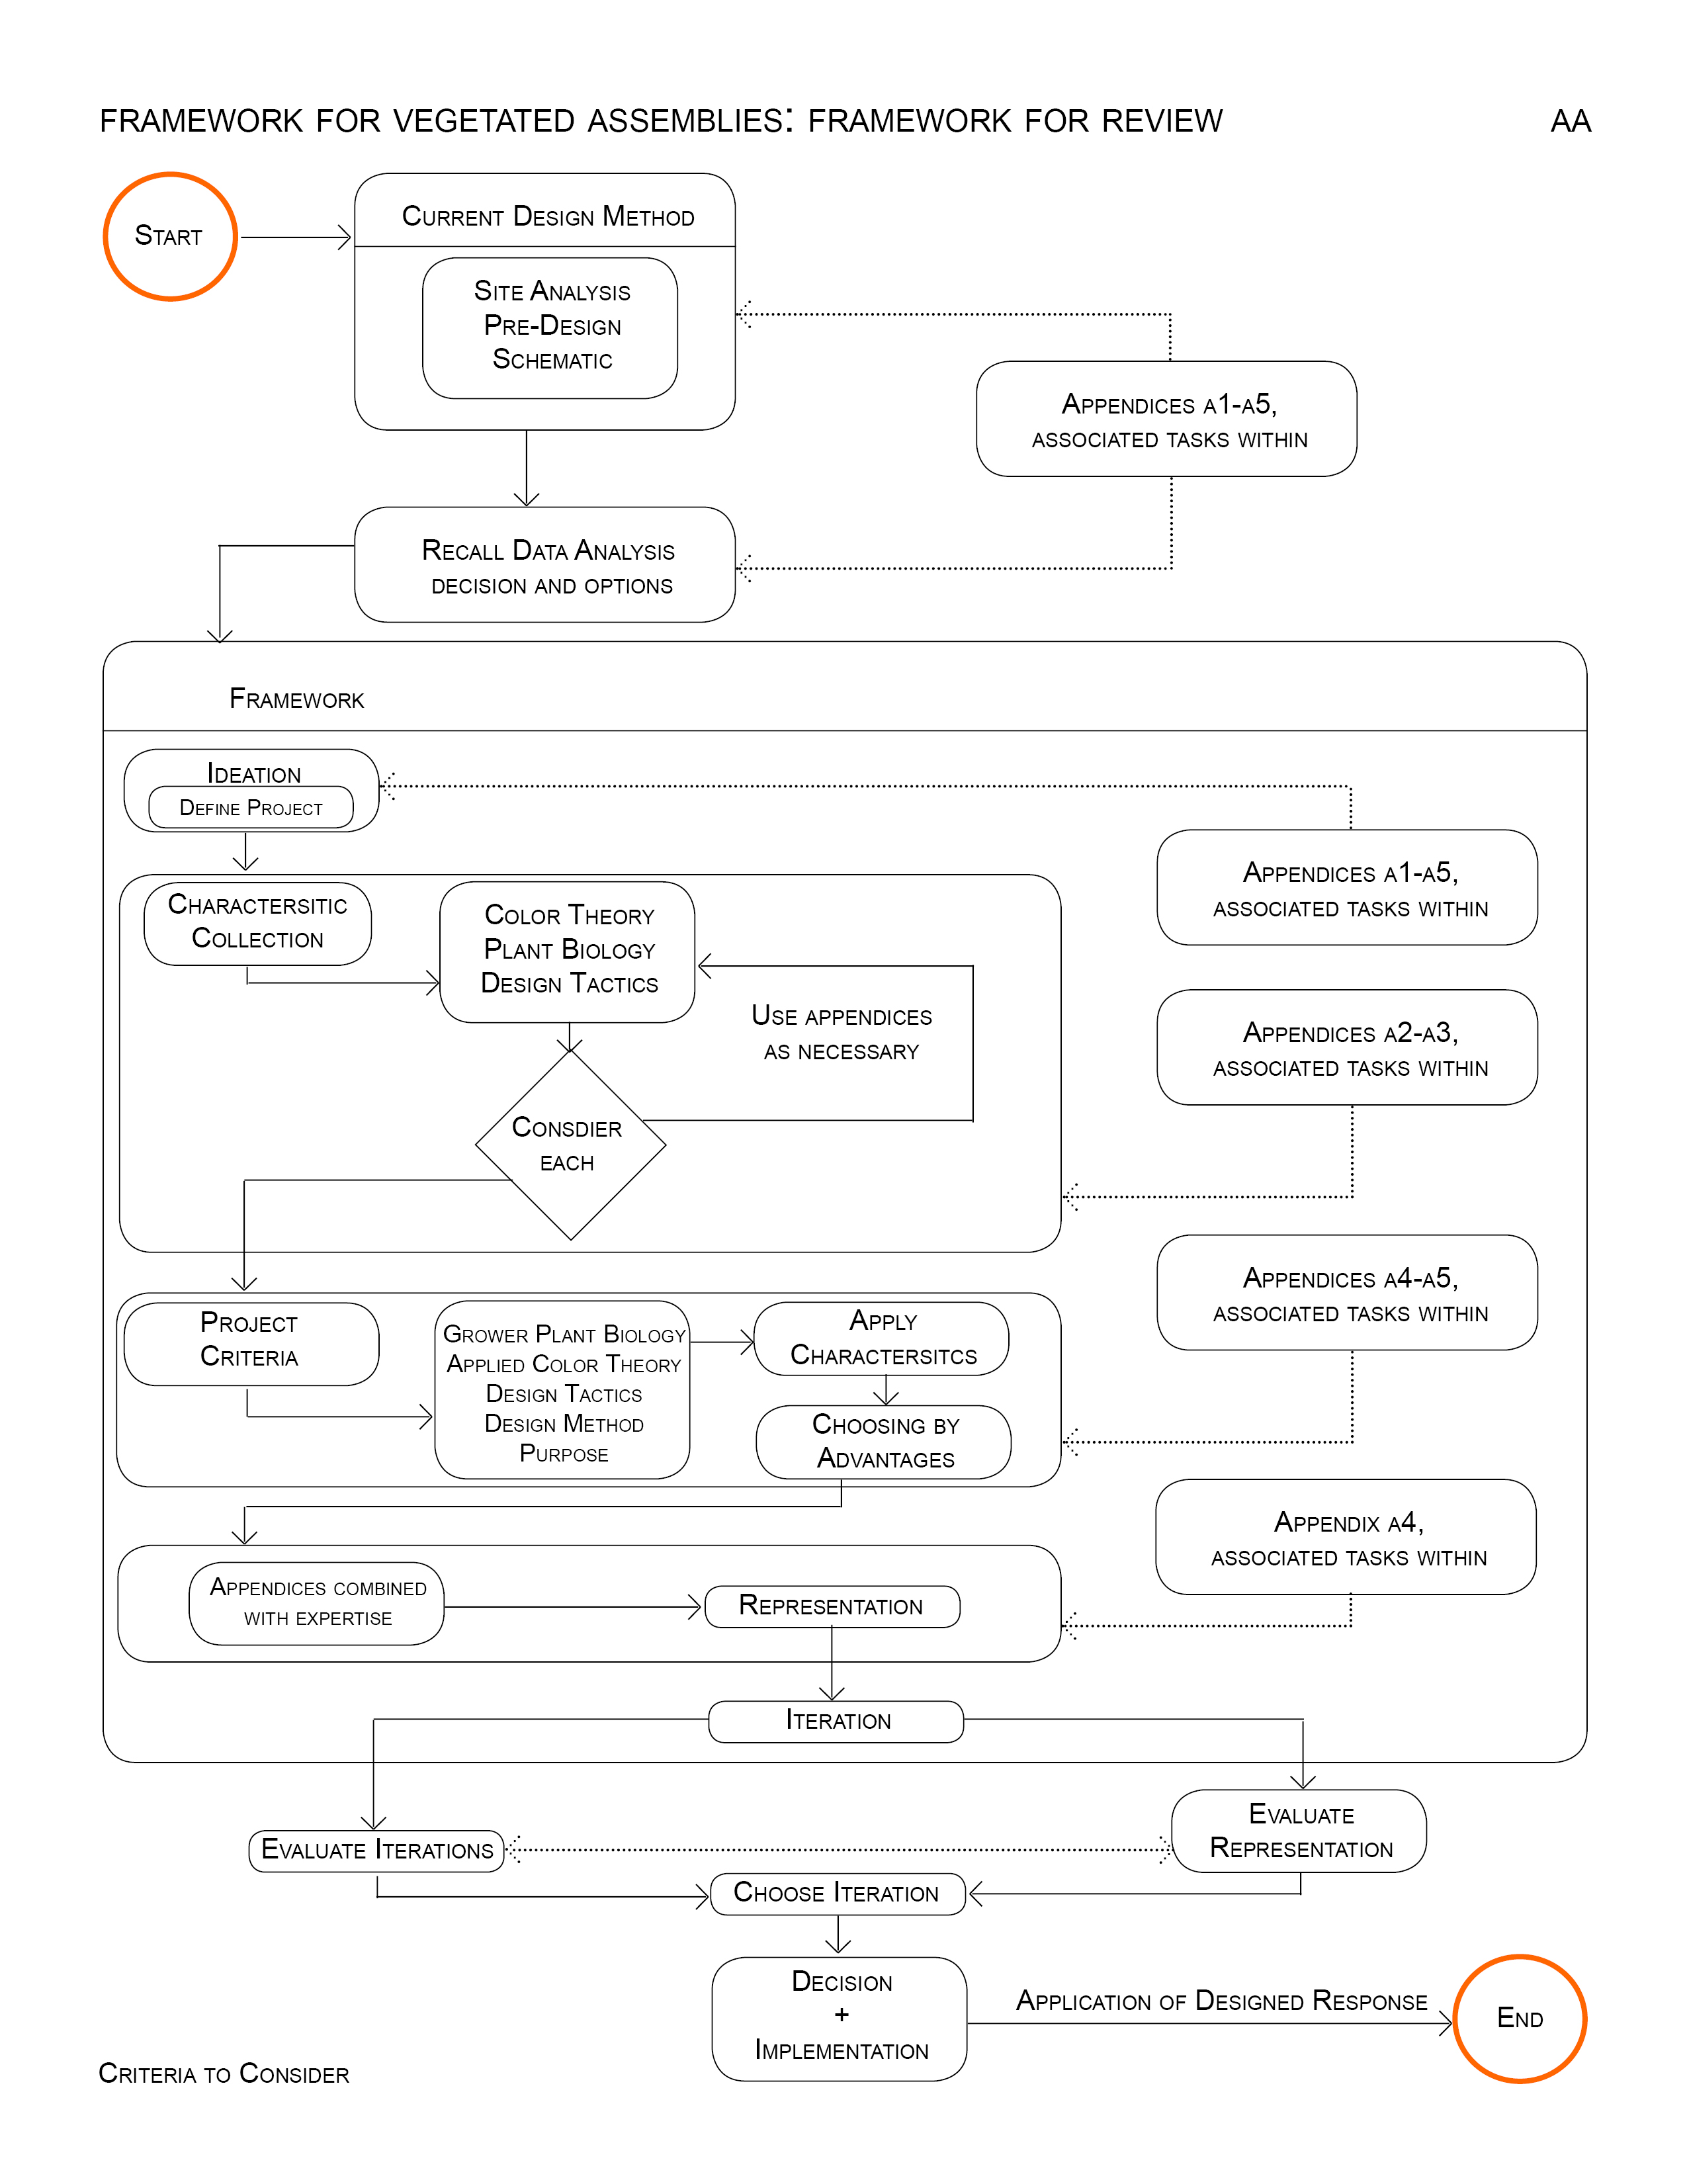 FRAMEWORK FOR VEGETATED ASSEMBLIES: FRAMEWORK FOR REVIEW
AA
START
CURRENT DESIGN METHOD
SITE ANALYSIS
PRE-DESIGN
SCHEMATIC
APPENDICES A1-A5,
ASSOCIATED TASKS WITHIN
RECALL DATA ANALYSIS
DECISION AND OPTIONS
FRAMEWORK
IDEATION
DEFINE PROJECT
APPENDICES A1-A5,
ASSOCIATED TASKS WITHIN
CHARACTERSITIC
COLLECTION
COLOR THEORY
PLANT BIOLOGY
DESIGN TACTICS
USE APPENDICES
AS NECESSARY
APPENDICES A2-A3,
ASSOCIATED TASKS WITHIN
CONSDIER
EACH
APPENDICES A4-A5,
ASSOCIATED TASKS WITHIN
PROJECT
CRITERIA
GROWER PLANT BIOLOGY
APPLIED COLOR THEORY
DESIGN TACTICS
DESIGN METHOD
PURPOSE
APPLY
CHARACTERSITCS
CHOOSING BY
ADVANTAGES
APPENDIX A4,
ASSOCIATED TASKS WITHIN
APPENDICES COMBINED
WITH EXPERTISE
REPRESENTATION
ITERATION
EVALUATE ITERATIONS
EVALUATE
REPRESENTATION
CHOOSE ITERATION
DECISION
+
IMPLEMENTATION
APPLICATION OF DESIGNED RESPONSE
END
CRITERIA TO CONSIDER